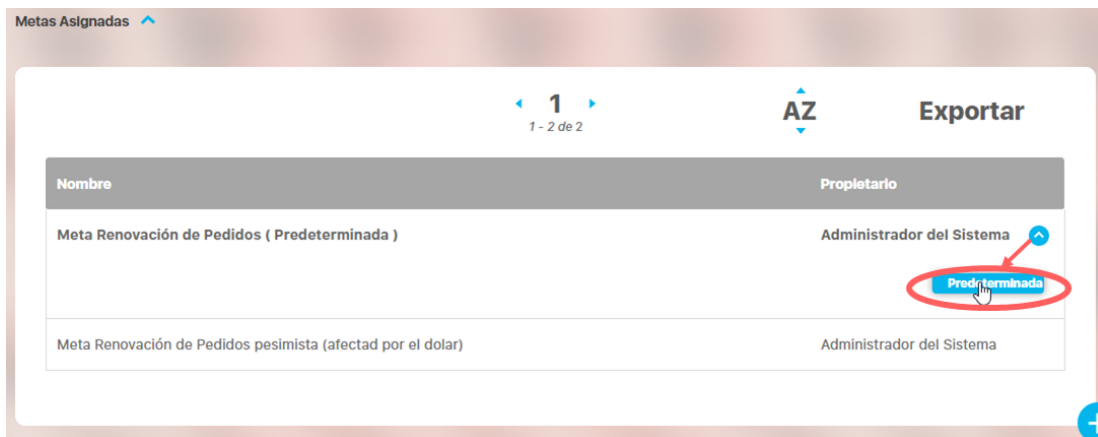 Metas Asignadas
1
1 - 2 de 2
AZ
Exportar
Nombre Propietario
Meta Renovación de Pedidos ( Predeterminada ) Administrador del Sistema
Predeterminada
Meta Renovación de Pedidos pesimista (afectad por el dolar) Administrador del Sistema